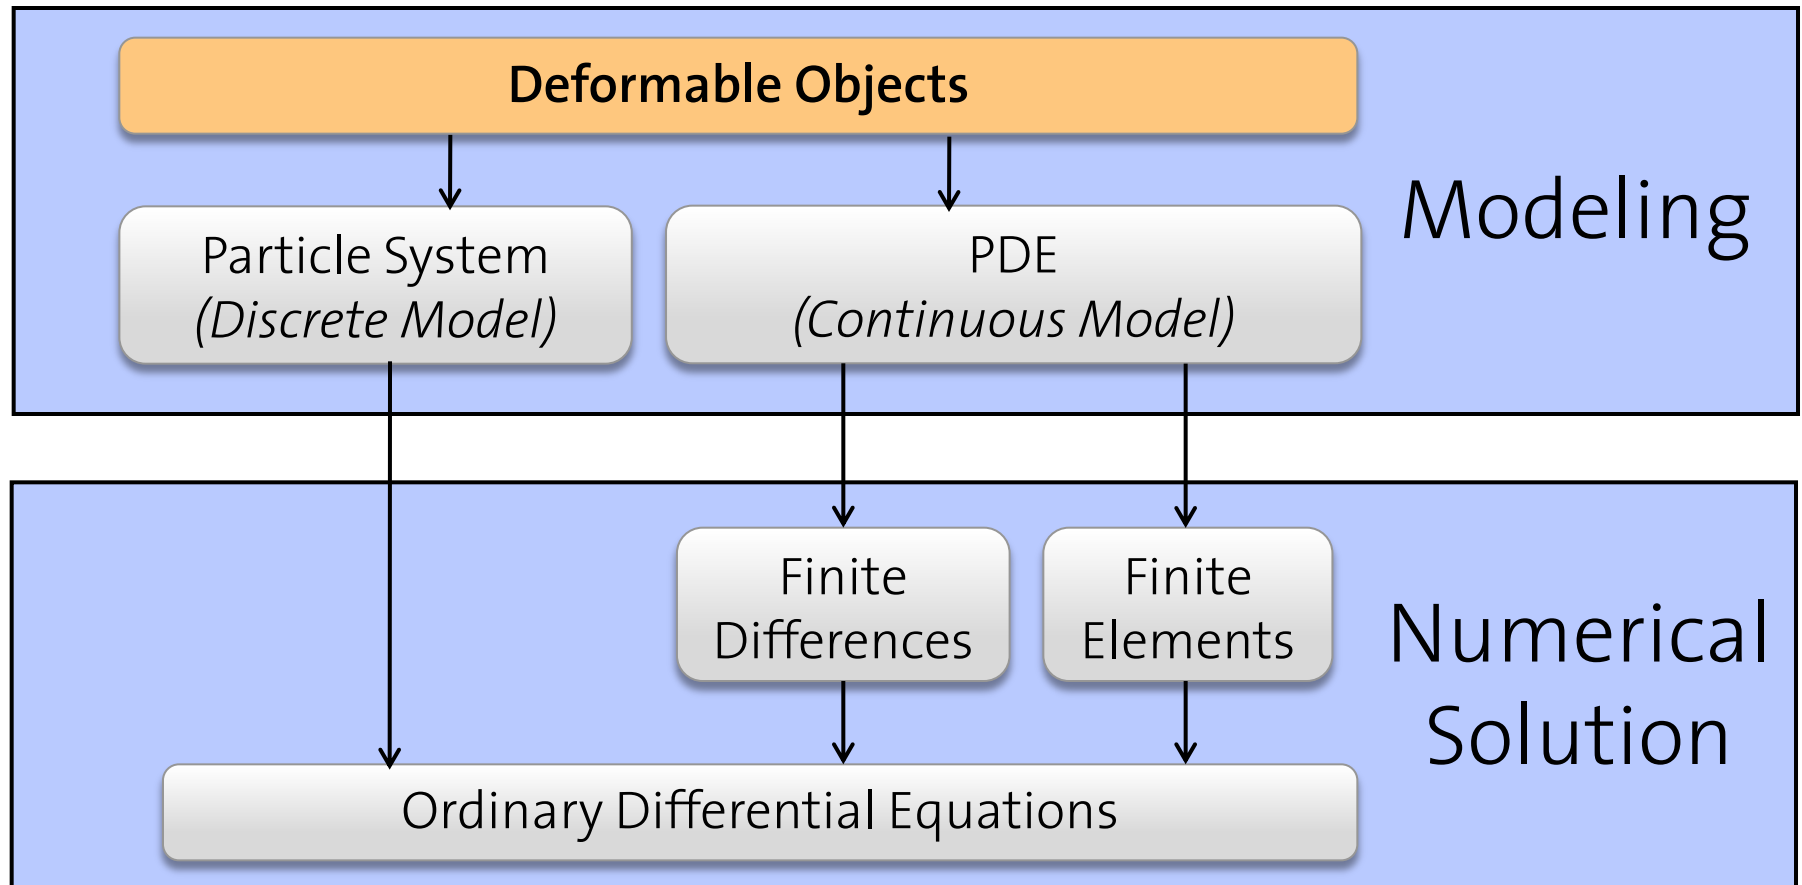 Deformable Objects
Modeling
Particle System
(Discrete Model)
PDE
(Continuous Model)
Finite
Differences
Finite
Elements
Numerical
Solution
Ordinary Differential Equations